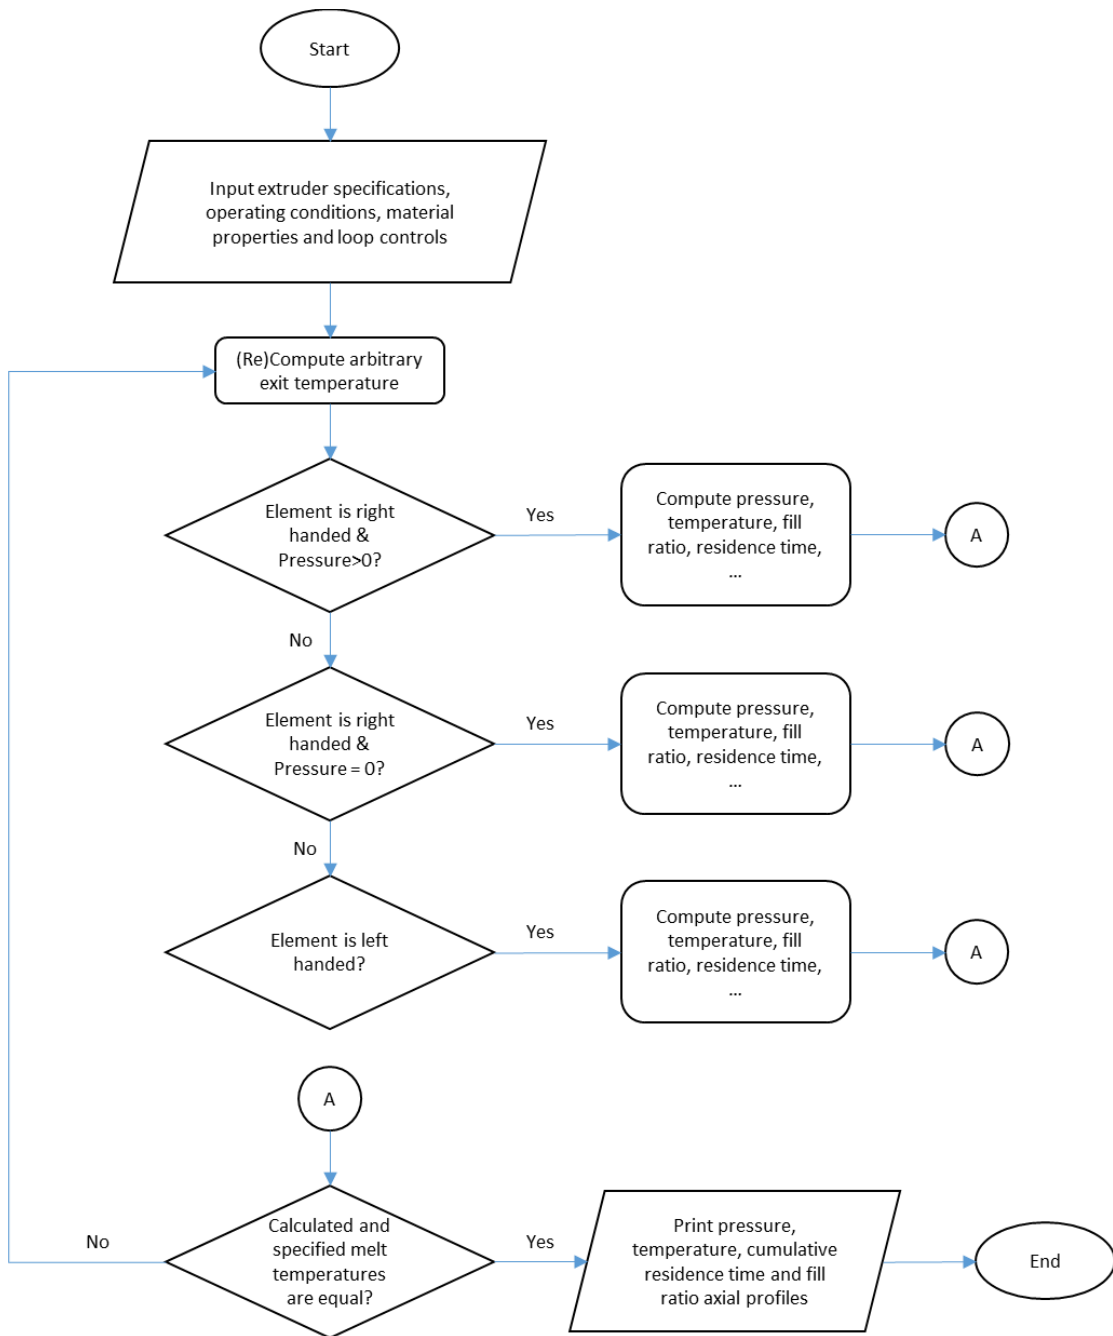 Start
Input extruder specifications,
operating conditions, material
properties and loop controls
(Re)Compute arbitrary
exit temperature
Element is right
handed &
Pressure>0?
Yes
Compute pressure,
temperature, fill
ratio, residence time,
...
A
No
Element is right
handed &
Pressure = 0?
Yes
Compute pressure,
temperature, fill
ratio, residence time,
...
A
No
Element is left
handed?
Yes
Compute pressure,
temperature, fill
ratio, residence time,
...
A
A
Calculated and
specified melt
temperatures
are equal?
No
Yes
Print pressure,
temperature, cumulative
residence time and fill
ratio axial profiles
End